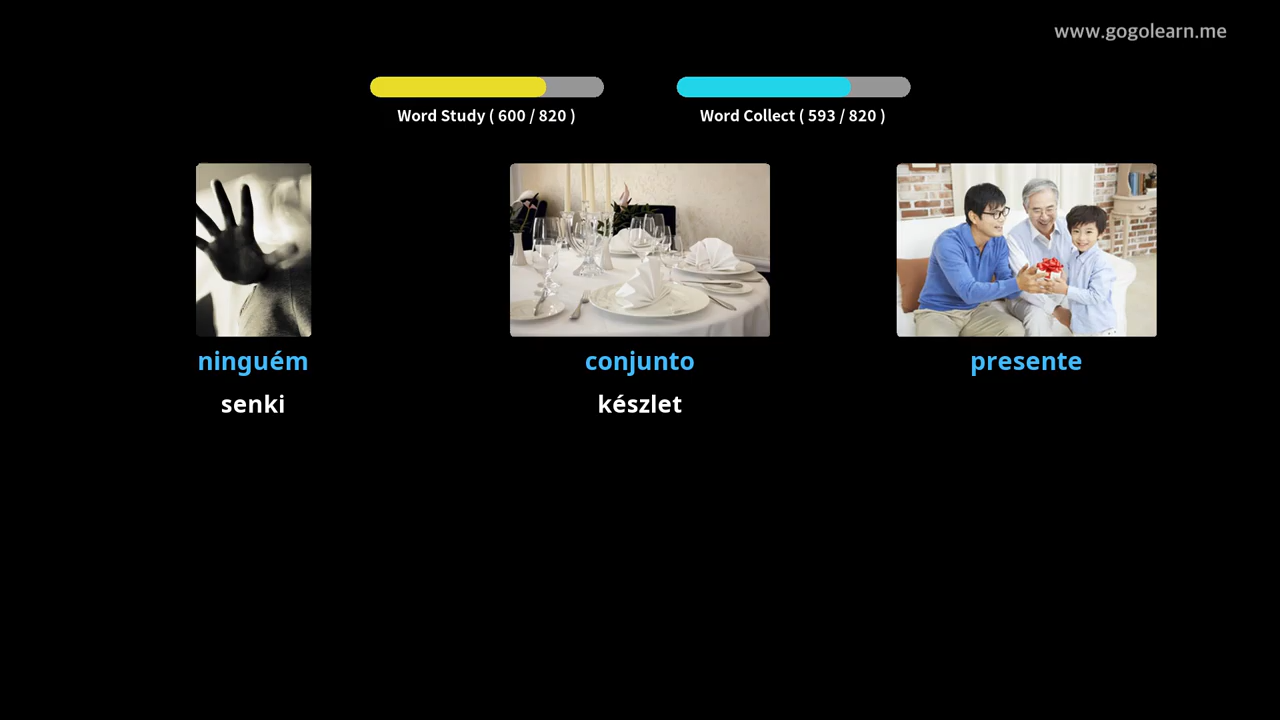 www.gogolearn.me
Word Study ( 600 / 820 )
Word Collect ( 593 / 820 )
ninguém
conjunto
presente
senki
készlet